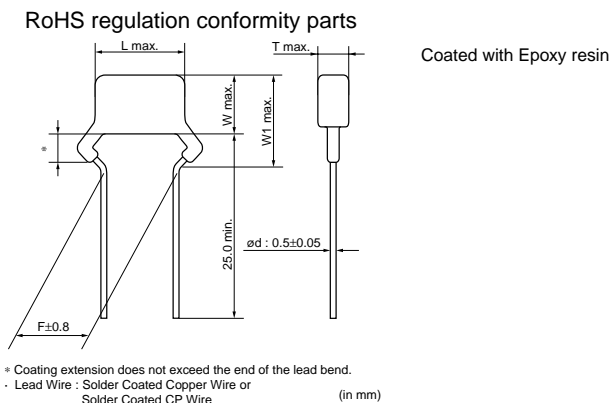 RoHS regulation conformity parts
L max.
T max.
Coated with Epoxy resin
W max.
W1 max.
*
25.0 min.
ød : 0.5±0.05
F±0.8
* Coating extension does not exceed the end of the lead bend.
· Lead Wire : Solder Coated Copper Wire or
Solder Coated CP Wire
(in mm)